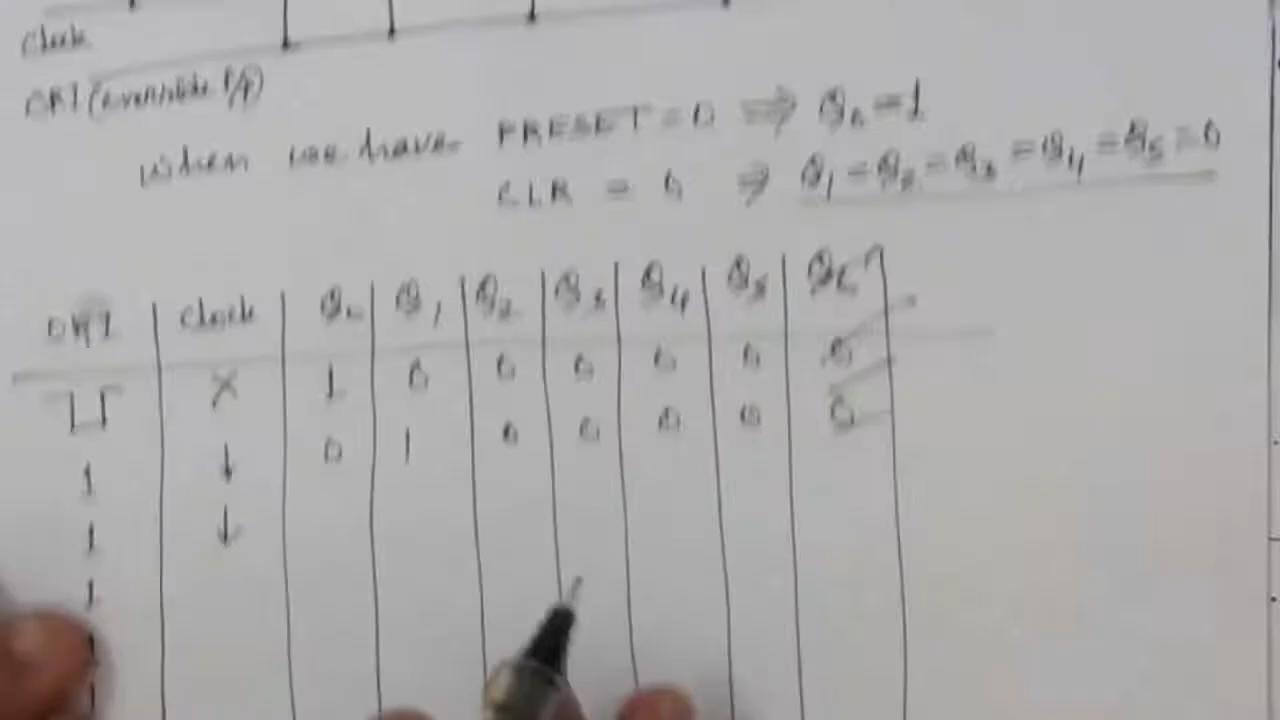 Clock
ORI (override I/P)
When we have PRESET = 0 ⇒ Q0 = 1
CLR = 0 ⇒ Q1 = Q2 = Q3 = Q4 = Q5 = 0
ORI Clock Q0 Q1 Q2 Q3 Q4 Q5 Q6
X 1 0 0 0 0 0 0
1 ↓ 0 1 0 0 0 0 0
1 ↓
1